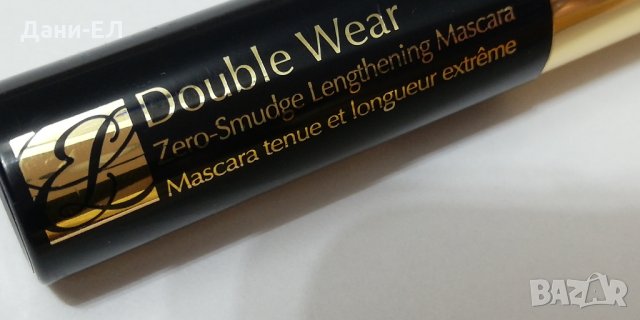 Дани-ЕЛ
Double Wear
Zero-Smudge Lengthening Mascara
Mascara tenue et longueur extrême
BAZAR